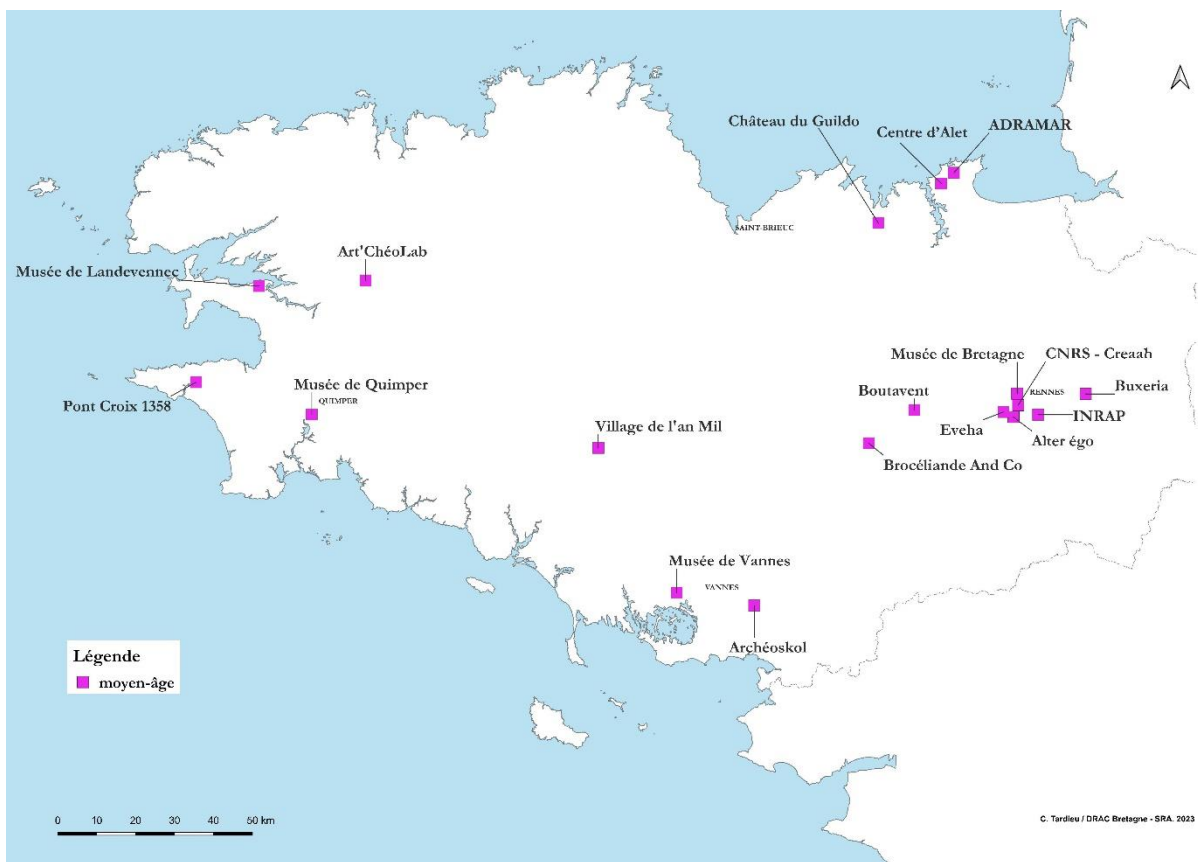 Château du Guildo
Centre d'Alet
ADRAMAR
SAINT-BRIEUC
Art'ChéoLab
Musée de Landevennec
Musée de Bretagne
CNRS - Creaah
Pont Croix 1358
Musée de Quimper
QUIMPER
Boutavent
RENNES
Buxeria
Eveha
INRAP
Alter égo
Village de l'an Mil
Brocéliande And Co
Musée de Vannes
VANNES
Archéoskol
Légende
moyen-âge
0 10 20 30 40 50 km
C. Tardieu / DRAC Bretagne - SRA. 2023